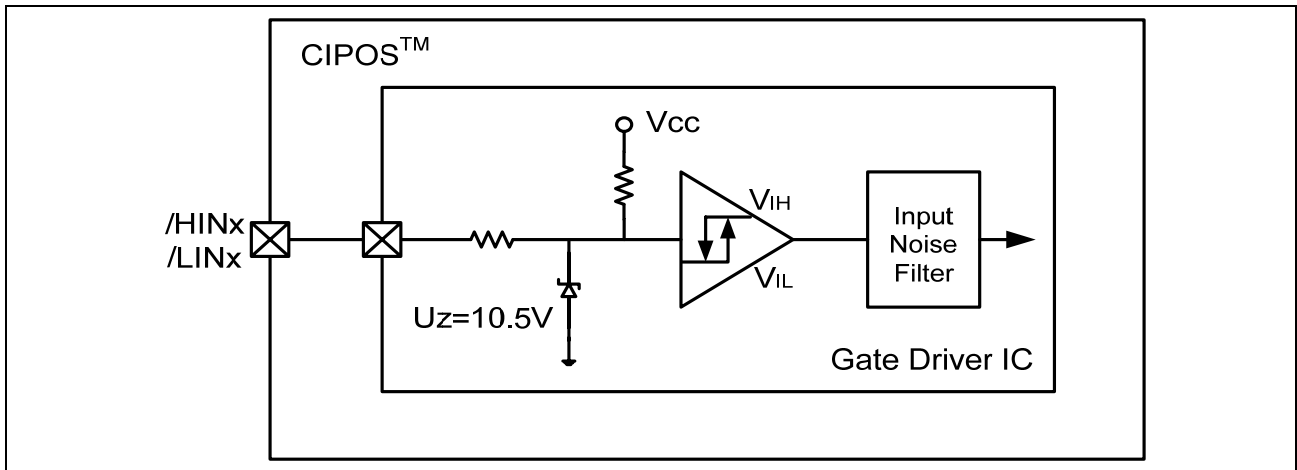 CIPOS™
Vcc
/HINx
/LINx
VIH
VIL
Input
Noise
Filter
Uz=10.5V
Gate Driver IC